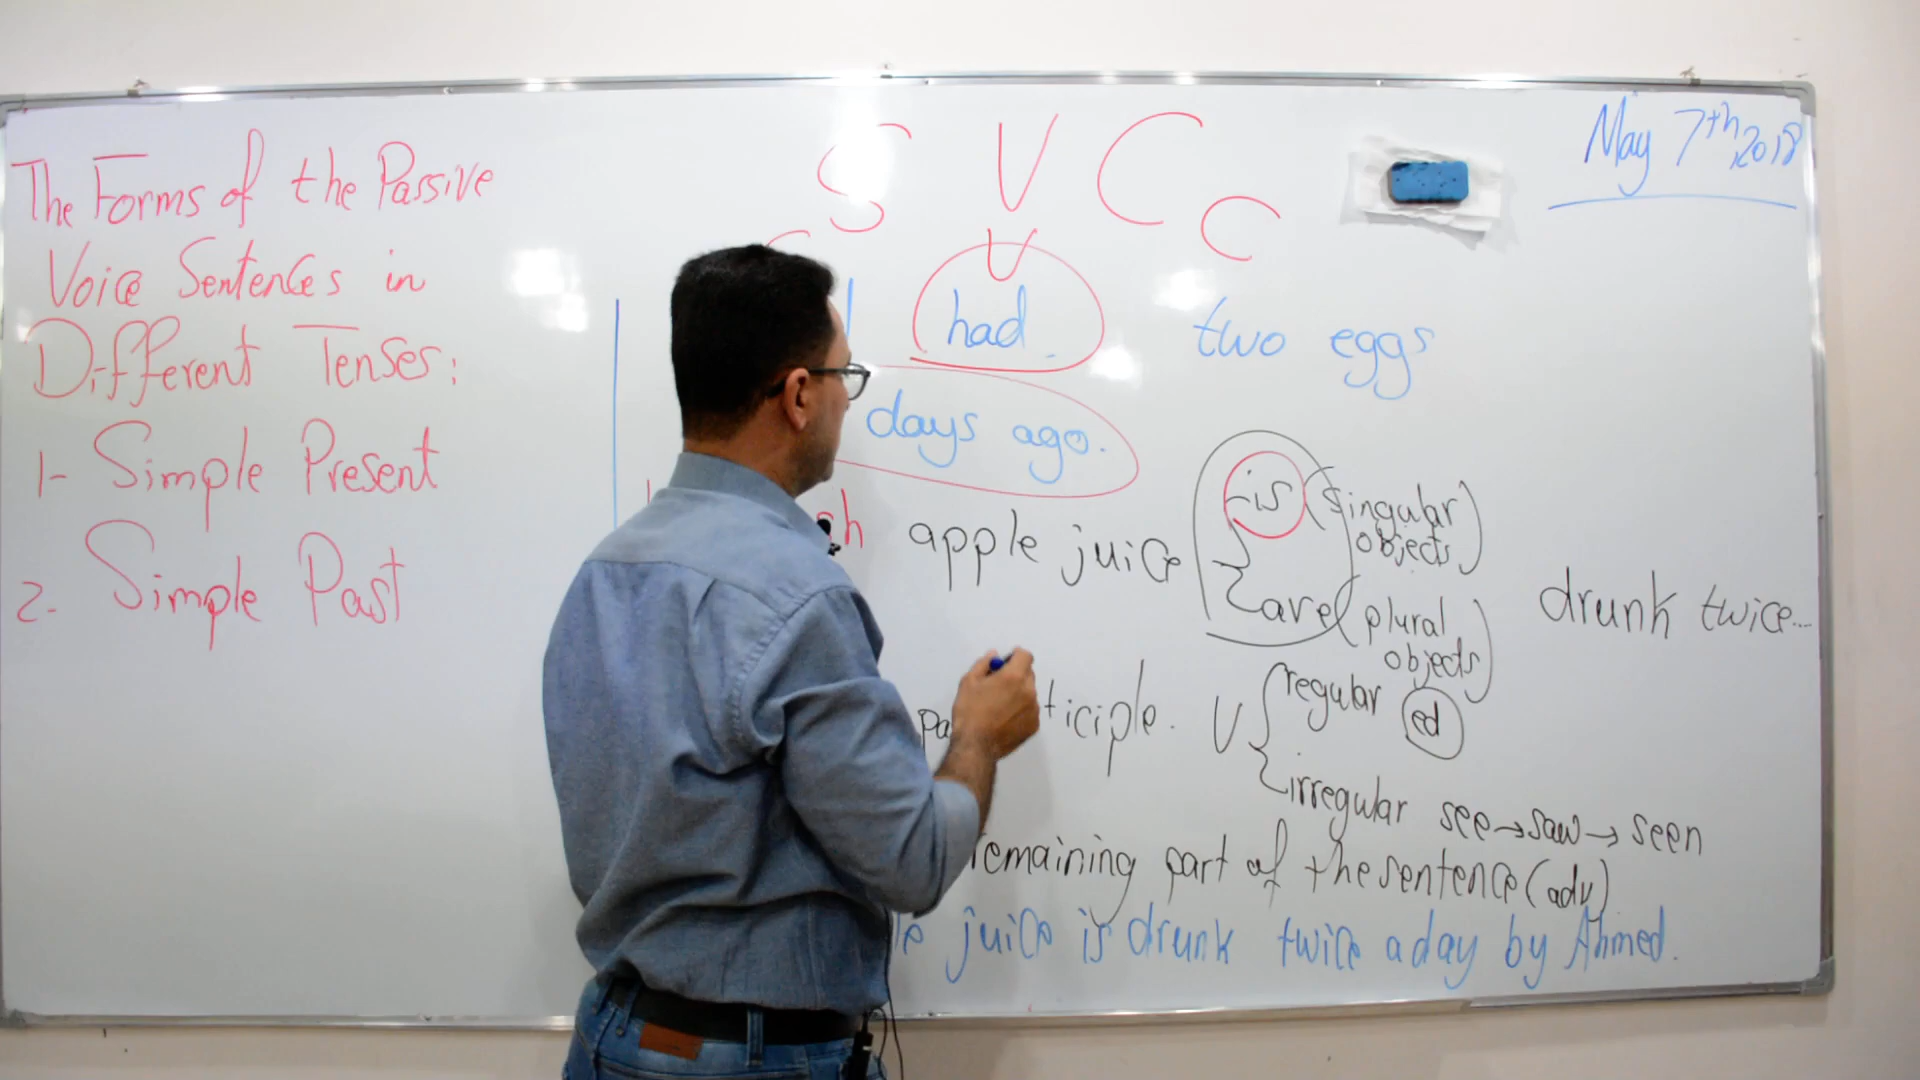 The Forms of the Passive
Voice Sentences in
Different Tenses:
1- Simple Present
2- Simple Past
May 7th, 2018
S V C C
V
had two eggs
days ago.
apple juice
is (singular objects)
are (plural objects)
drunk twice...
V regular ed
irregular see → saw → seen
remaining part of the sentence (adv)
juice is drunk twice a day by Ahmed.